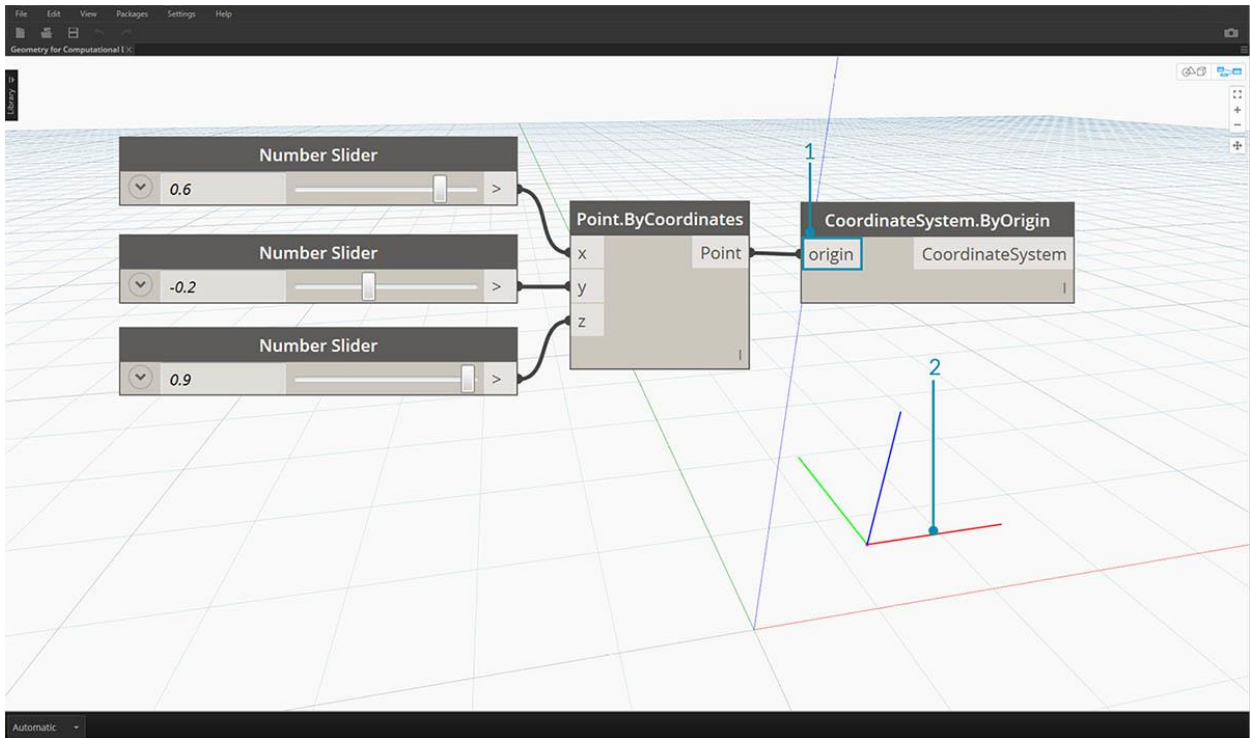 File Edit View Packages Settings Help
Geometry for Computational
Library
1
Number Slider
0.6 >
Point.ByCoordinates
CoordinateSystem.ByOrigin
Number Slider
x Point
origin CoordinateSystem
-0.2 >
y
z
Number Slider
0.9 >
2
Automatic